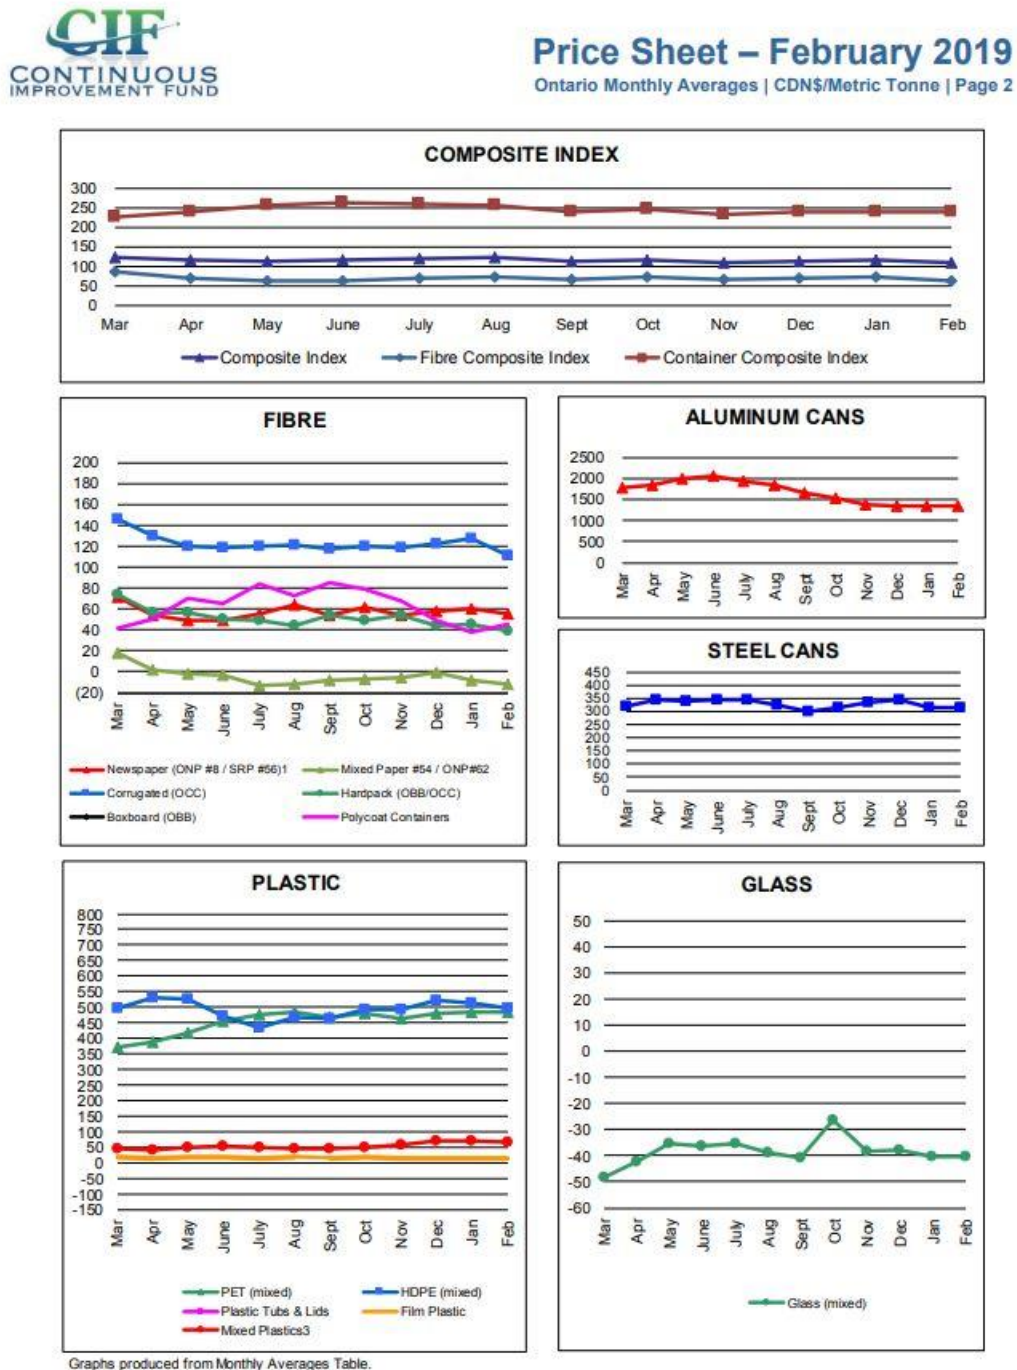 CIF
CONTINUOUS
IMPROVEMENT FUND
Price Sheet – February 2019
Ontario Monthly Averages | CDN$/Metric Tonne | Page 2
COMPOSITE INDEX
300
250
200
150
100
50
0
Mar Apr May June July Aug Sept Oct Nov Dec Jan Feb
Composite Index Fibre Composite Index Container Composite Index
FIBRE
200
180
160
140
120
100
80
60
40
20
0
(20)
Mar Apr May June July Aug Sept Oct Nov Dec Jan Feb
Newspaper (ONP #8 / SRP #56)1 Mixed Paper #54 / ONP#62
Corrugated (OCC) Hardpack (OBB/OCC)
Boxboard (OBB) Polycoat Containers
ALUMINUM CANS
2500
2000
1500
1000
500
0
Mar Apr May June July Aug Sept Oct Nov Dec Jan Feb
STEEL CANS
450
400
350
300
250
200
150
100
50
0
Mar Apr May June July Aug Sept Oct Nov Dec Jan Feb
PLASTIC
800
750
700
650
600
550
500
450
400
350
300
250
200
150
100
50
0
-50
-100
-150
Mar Apr May June July Aug Sept Oct Nov Dec Jan Feb
PET (mixed) HDPE (mixed)
Plastic Tubs & Lids Film Plastic
Mixed Plastics3
GLASS
50
40
30
20
10
0
-10
-20
-30
-40
-50
-60
Mar Apr May June July Aug Sept Oct Nov Dec Jan Feb
Glass (mixed)
Graphs produced from Monthly Averages Table.